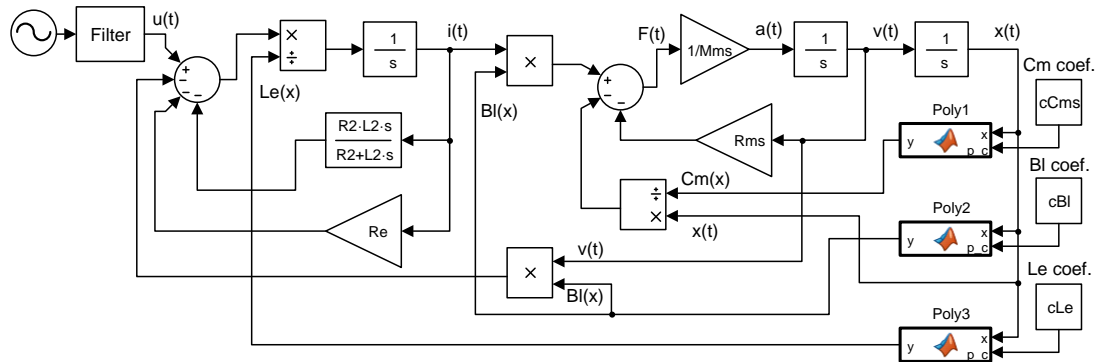 Filter
u(t)
+
−
−
−
×
÷
Le(x)
1
s
i(t)
×
Bl(x)
+
−
−
F(t)
1/Mms
a(t)
1
s
v(t)
1
s
x(t)
Cm coef.
cCms
Poly1
y
x
p_c
R2·L2·s
R2+L2·s
Rms
Cm(x)
÷
×
x(t)
Bl coef.
cBl
Poly2
y
x
p_c
Re
×
v(t)
Bl(x)
Le coef.
cLe
Poly3
y
x
p_c